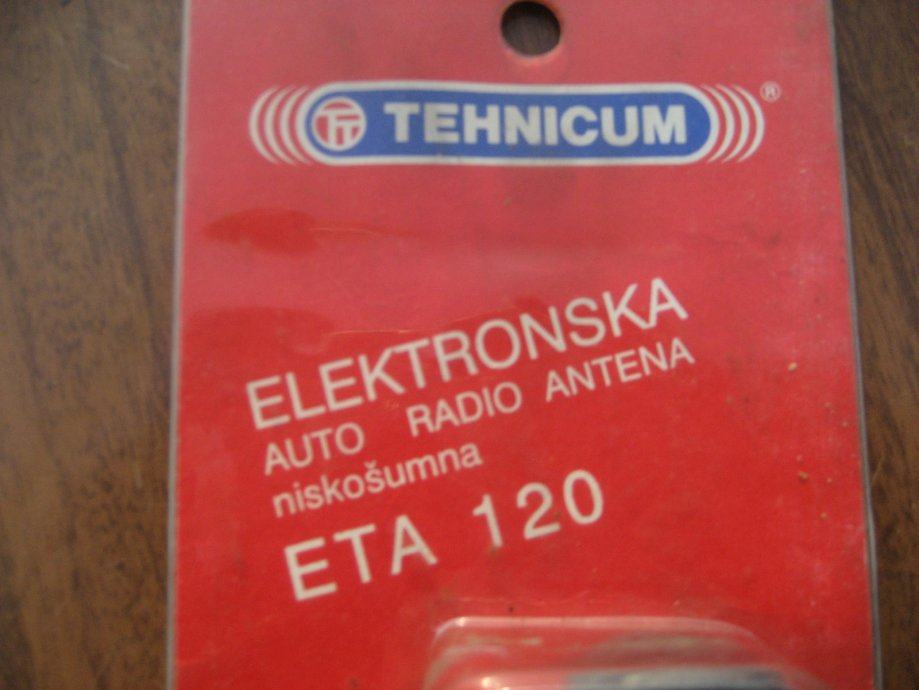 TEHNICUM ®
ELEKTRONSKA
AUTO RADIO ANTENA
niskošumna
ETA 120